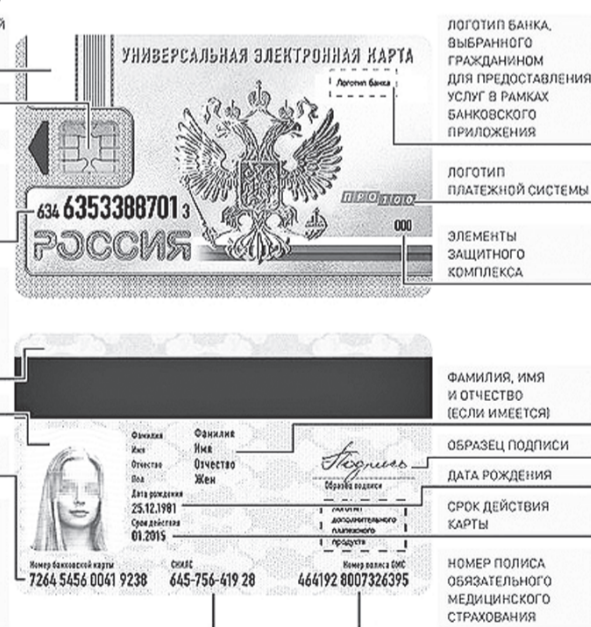 й
УНИВЕРСАЛЬНАЯ ЭЛЕКТРОННАЯ КАРТА
Логотип банка
ЛОГОТИП БАНКА,
ВЫБРАННОГО
ГРАЖДАНИНОМ
ДЛЯ ПРЕДОСТАВЛЕНИЯ
УСЛУГ В РАМКАХ
БАНКОВСКОГО
ПРИЛОЖЕНИЯ
ПРО100
ЛОГОТИП
ПЛАТЕЖНОЙ СИСТЕМЫ
634 6353388701 3
000
РОССИЯ
ЭЛЕМЕНТЫ
ЗАЩИТНОГО
КОМПЛЕКСА
Фамилия Фамилия
Имя Имя
Отчество Отчество
Пол Жен
Дата рождения
25.12.1981
Срок действия
01.2015
Подпись
Образец подписи
ЛОГОТИП
дополнительного
платежного
продукта
Номер банковской карты
7264 5456 0041 9238
СНИЛС
645-756-419 28
Номер полиса ОМС
464192 8007326395
ФАМИЛИЯ, ИМЯ
И ОТЧЕСТВО
(ЕСЛИ ИМЕЕТСЯ)
ОБРАЗЕЦ ПОДПИСИ
ДАТА РОЖДЕНИЯ
СРОК ДЕЙСТВИЯ
КАРТЫ
НОМЕР ПОЛИСА
ОБЯЗАТЕЛЬНОГО
МЕДИЦИНСКОГО
СТРАХОВАНИЯ